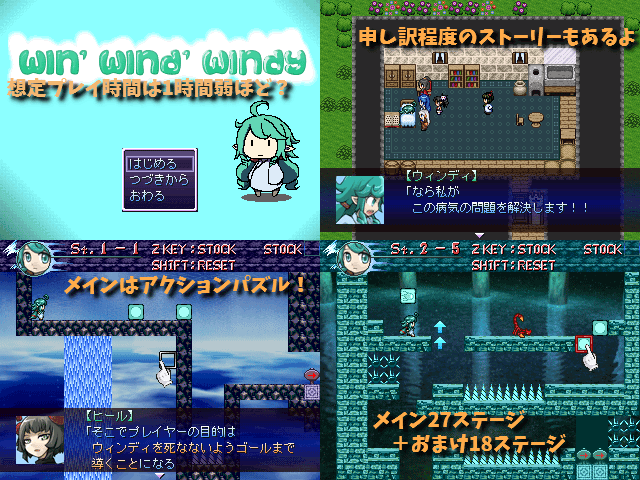 win' wind' windy
想定プレイ時間は1時間弱ほど？
はじめる
つづきから
おわる
申し訳程度のストーリーもあるよ
【ウィンディ】
「なら私が
この病気の問題を解決します！！
St.1-1 Z KEY:STOCK STOCK
SHIFT:RESET
メインはアクションパズル！
【ヒール】
「そこでプレイヤーの目的は
ウィンディを死なないようゴールまで
導くことになる
St.2-5 Z KEY:STOCK STOCK
SHIFT:RESET
メイン27ステージ
＋おまけ18ステージ